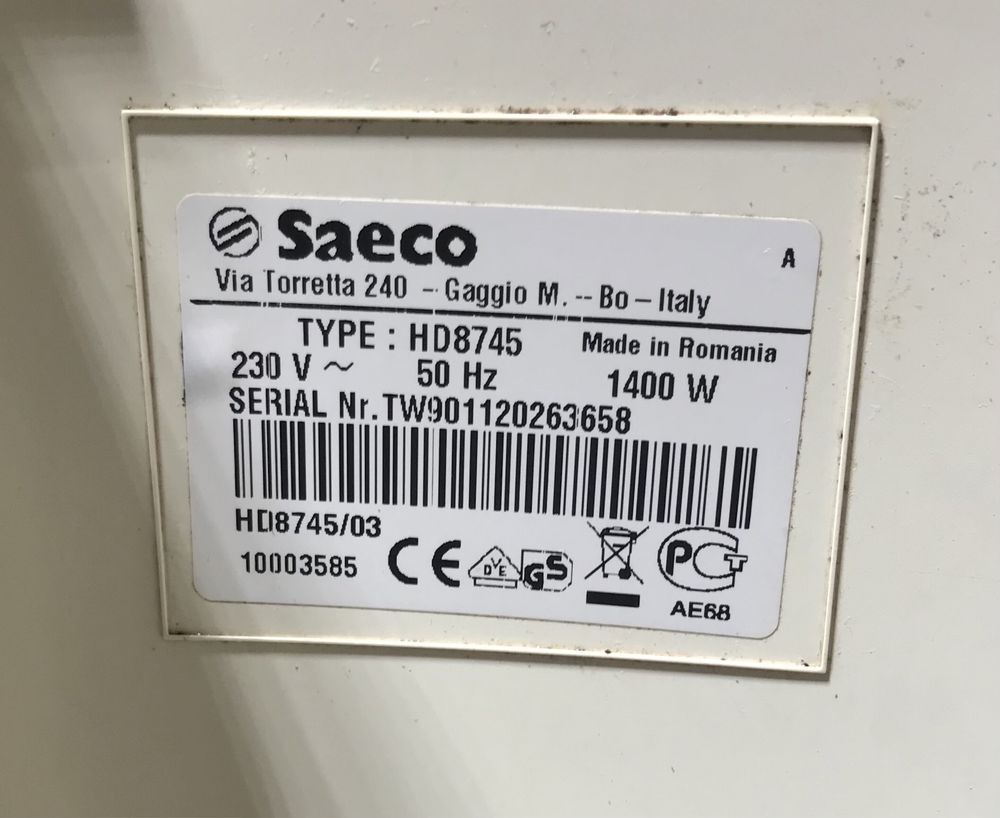 Saeco
A
Via Torretta 240 - Gaggio M. -- Bo - Italy
TYPE : HD8745 Made in Romania
230 V ~ 50 Hz 1400 W
SERIAL Nr. TW901120263658
HD8745/03
10003585
CE
DVE
GS
PCT
AE68